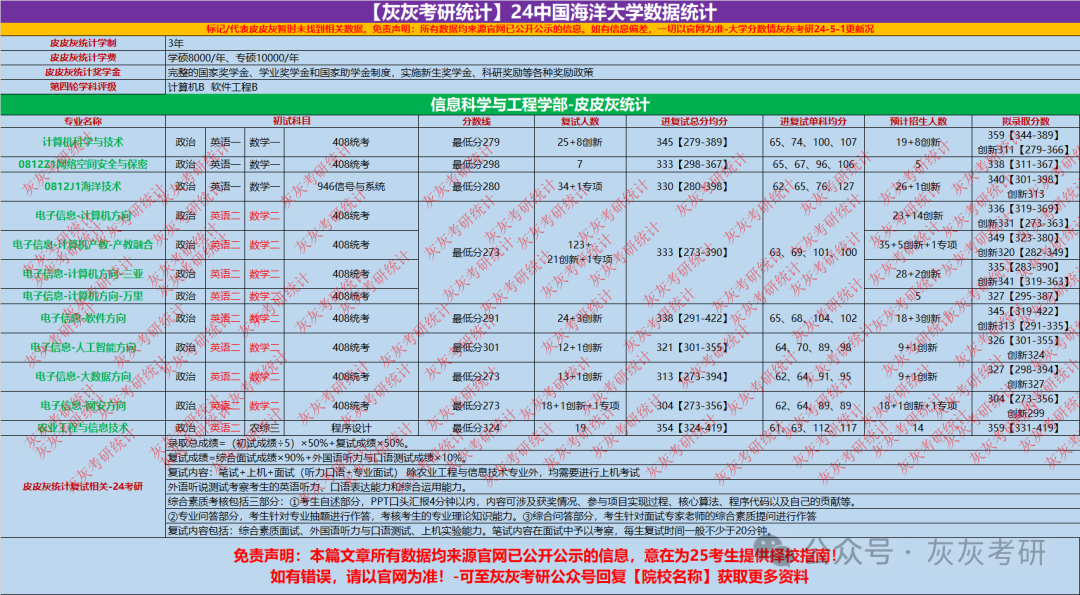 【灰灰考研统计】24中国海洋大学数据统计
标记/代表皮皮灰暂时未找到相关数据。免责声明：所有数据均来源官网已公开公示的信息。如有信息偏差，一切以官网为准-大学分数情灰灰考研24-5-1更新况
皮皮灰统计学制 3年
皮皮灰统计学费 学硕8000/年、专硕10000/年
皮皮灰统计奖学金 完整的国家奖学金、学业奖学金和国家助学金制度，实施新生奖学金、科研奖励等各种奖励政策
第四轮学科评级 计算机B 软件工程B
信息科学与工程学部-皮皮灰统计
专业名称 初试科目 分数线 复试人数 进复试总分均分 进复试单科均分 预计招生人数 拟录取分数
计算机科学与技术 政治 英语一 数学一 408统考 最低分279 25+8创新 345【279-389】 65、74、100、107 19+8创新 359【344-389】
创新311【279-366】
0812Z1网络空间安全与保密 政治 英语一 数学一 408统考 最低分298 7 333【298-367】 65、67、96、106 5 338【311-367】
0812J1海洋技术 政治 英语一 数学一 946信号与系统 最低分280 34+1专项 330【280-398】 62、65、76、127 26+1创新 340【301-398】
创新313
电子信息-计算机方向 政治 英语二 数学二 408统考 23+14创新 336【319-369】
创新331【273-363】
电子信息-计算机产教-产教融合 政治 英语二 数学二 408统考 最低分273 123+
21创新+1专项 333【273-390】 63、69、101、100 35+5创新+1专项 349【323-380】
创新320【282-349】
电子信息-计算机方向-三亚 政治 英语二 数学二 408统考 28+2创新 335【283-390】
创新341【319-363】
电子信息-计算机方向-万里 政治 英语二 数学二 408统考 5 327【295-387】
电子信息-软件方向 政治 英语二 数学二 408统考 最低分291 24+3创新 338【291-422】 65、68、104、102 18+3创新 345【319-422】
创新313【291-335】
电子信息-人工智能方向 政治 英语二 数学二 408统考 最低分301 12+1创新 321【301-355】 64、70、89、98 9+1创新 326【301-355】
创新324
电子信息-大数据方向 政治 英语二 数学二 408统考 最低分273 13+1创新 313【273-394】 62、64、91、95 9+1创新 327【298-394】
创新327
电子信息-网安方向 政治 英语二 数学二 408统考 最低分273 18+1创新+1专项 304【273-356】 62、64、89、89 18+1创新+1专项 304【273-356】
创新299
农业工程与信息技术 政治 英语二 农综三 程序设计 最低分324 19 354【324-419】 61、63、112、117 14 359【331-419】
皮皮灰统计复试相关-24考研
录取总成绩=（初试成绩÷5）×50%+复试成绩×50%。
复试成绩=综合面试成绩×90%+外国语听力与口语测试成绩×10%。
复试内容：笔试+上机+面试（听力口语+专业面试） 除农业工程与信息技术专业外，均需要进行上机考试
外语听说测试考察考生的英语听力、口语表达能力和综合运用能力。
综合素质考核包括三部分：①考生自述部分，PPT口头汇报4分钟以内，内容可涉及获奖情况、参与项目实现过程、核心算法、程序代码以及自己的贡献等。
②专业问答部分，考生针对专业抽题进行作答，考核考生的专业理论知识能力。③综合问答部分，考生针对面试专家老师的综合素质提问进行作答
复试内容包括：综合素质面试、外国语听力与口语测试、上机实验能力。笔试内容在面试中予以考察，每生复试时间一般不少于20分钟。
免责声明：本篇文章所有数据均来源官网已公开公示的信息，意在为25考生提供择校指南！
如有错误，请以官网为准！-可至灰灰考研公众号回复【院校名称】获取更多资料
公众号 · 灰灰考研
灰灰考研统计